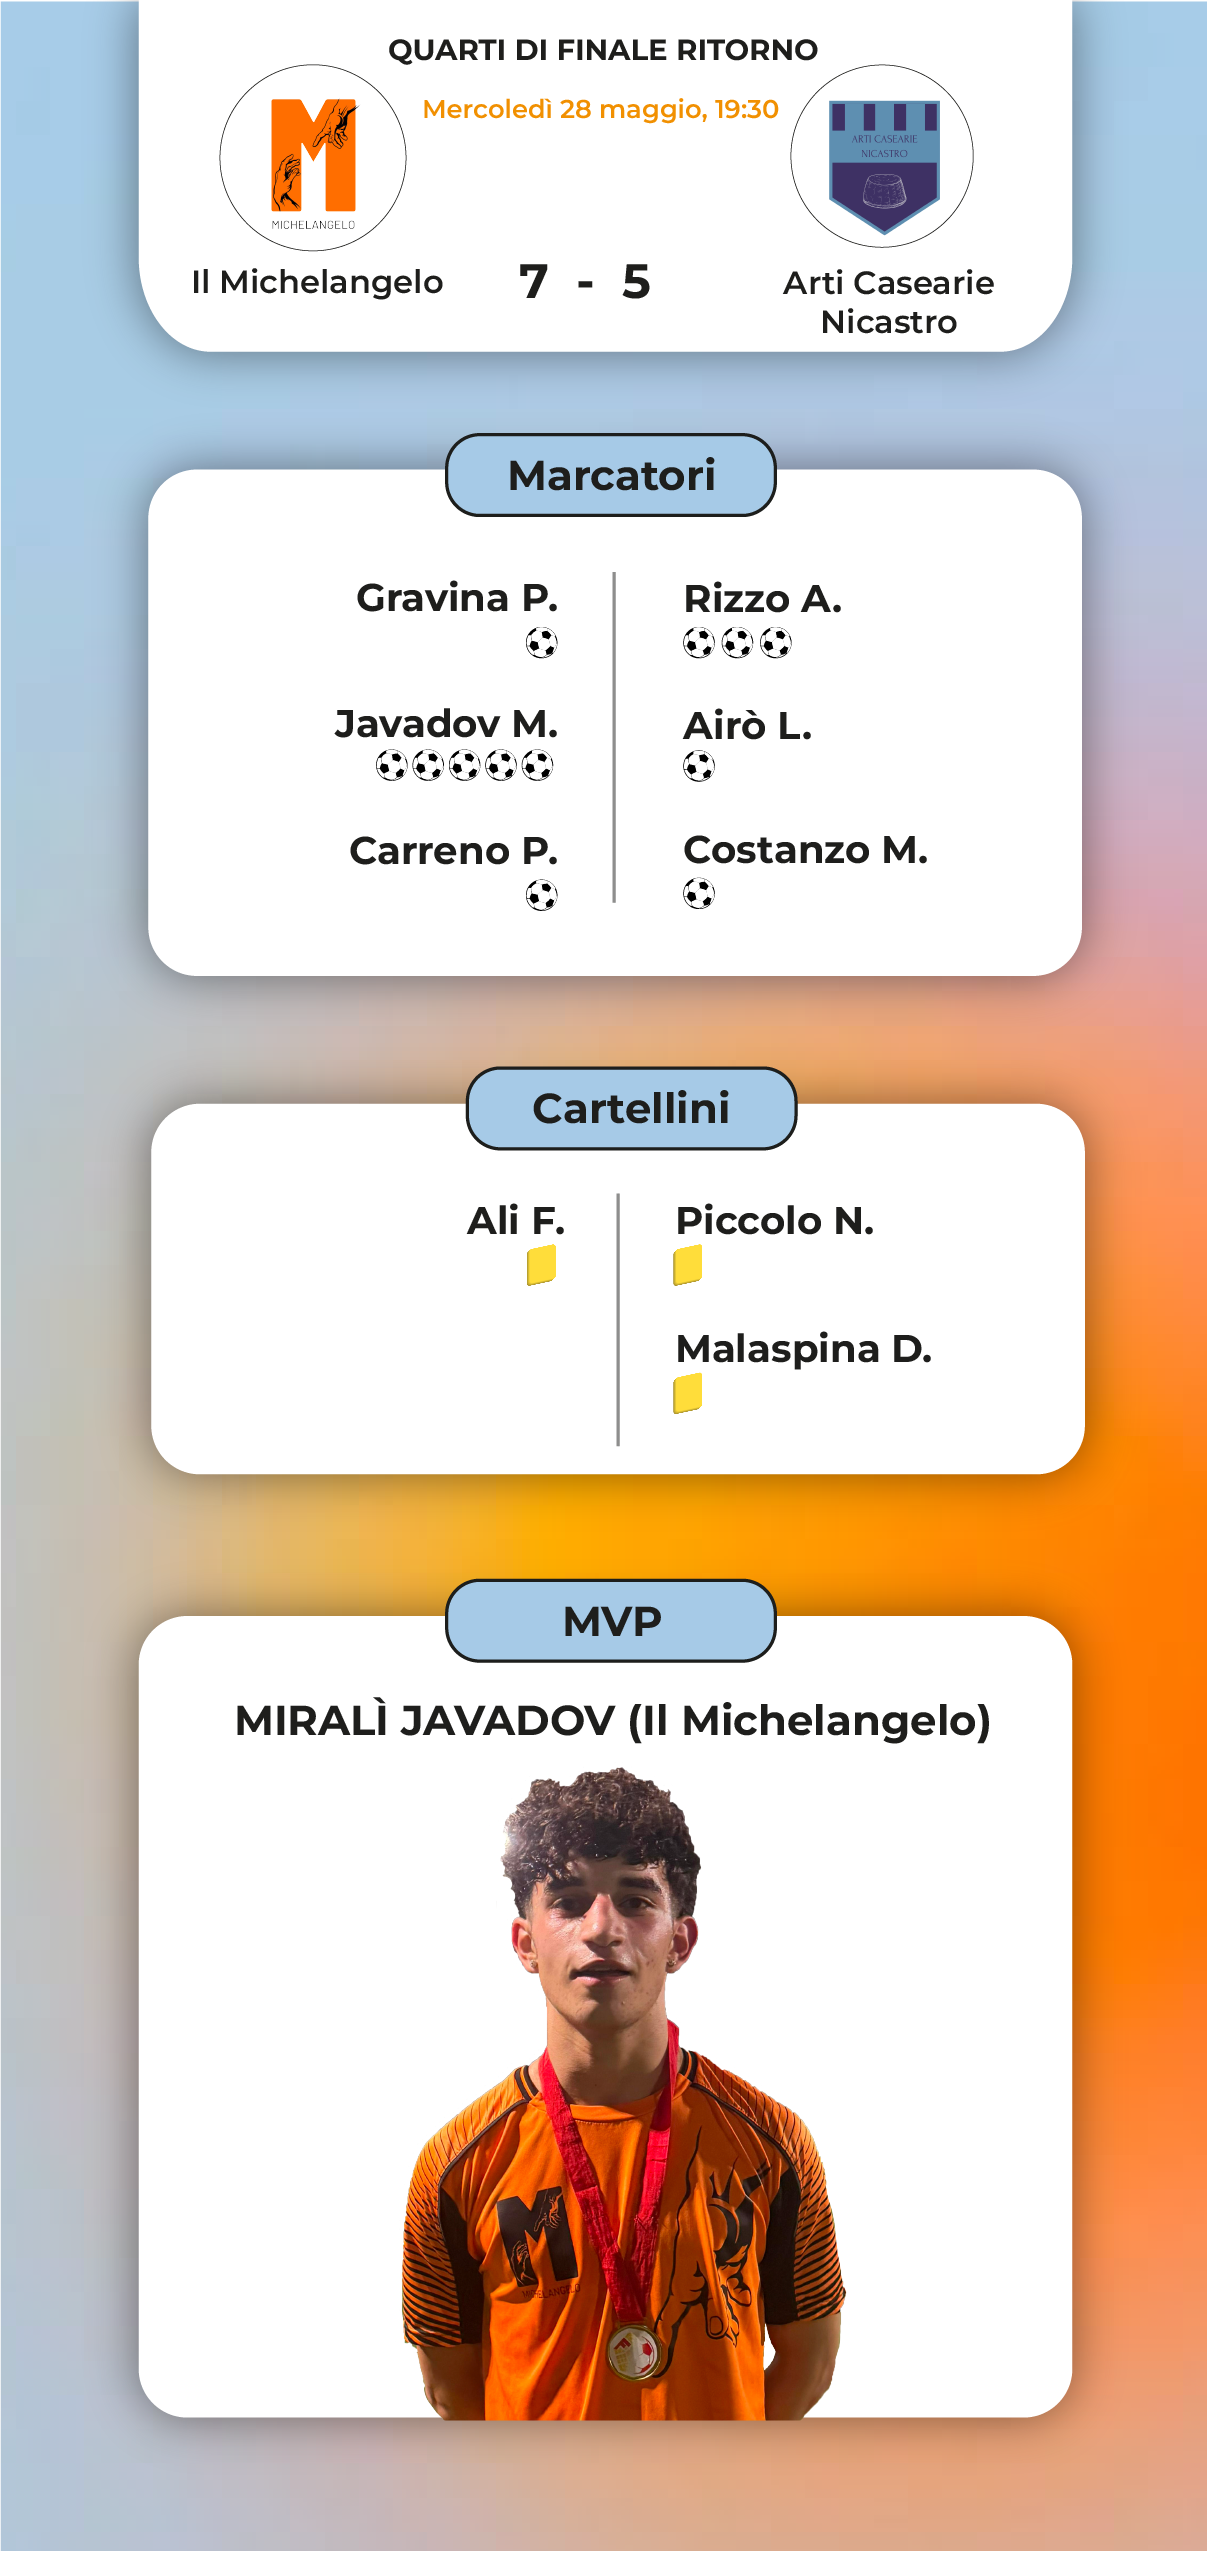 QUARTI DI FINALE RITORNO
Mercoledì 28 maggio, 19:30
MICHELANGELO
ARTI CASEARIE
NICASTRO
Il Michelangelo
7 - 5
Arti Casearie
Nicastro
Marcatori
Gravina P.
Rizzo A.
Javadov M.
Airò L.
Carreno P.
Costanzo M.
Cartellini
Ali F.
Piccolo N.
Malaspina D.
MVP
MIRALÌ JAVADOV (Il Michelangelo)
M
MICHELANGELO